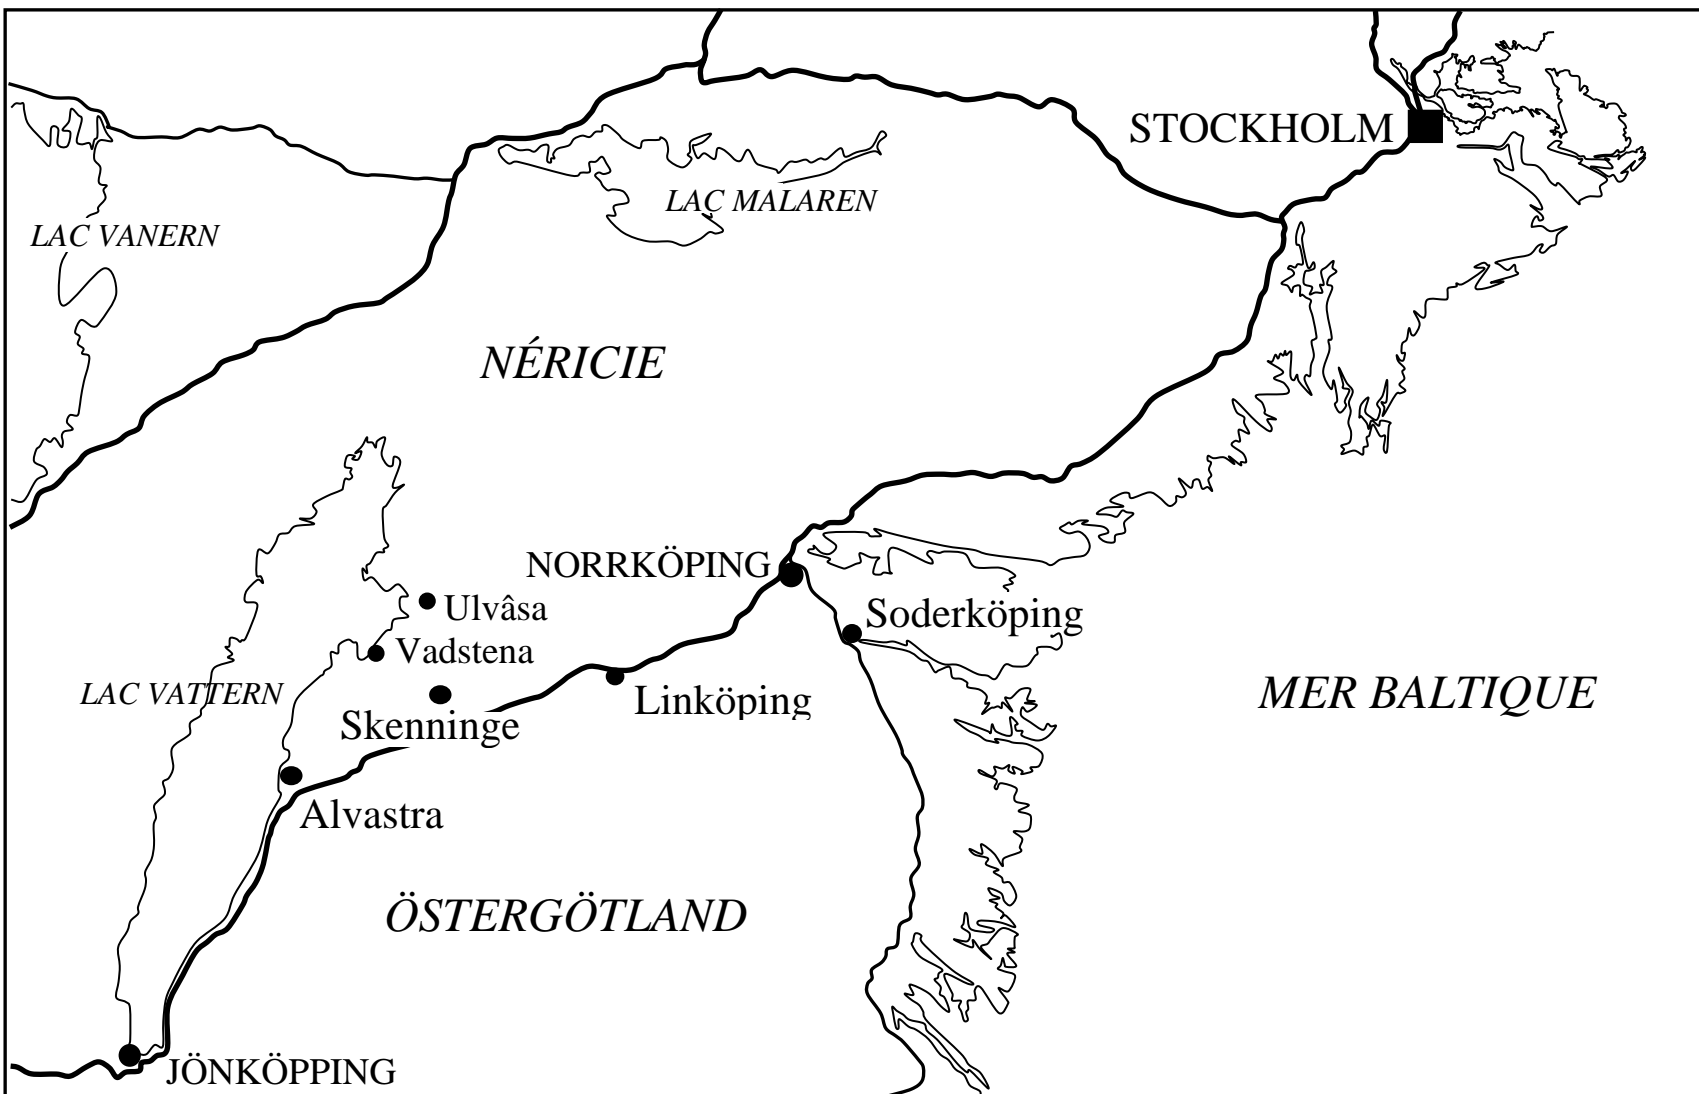 STOCKHOLM
LAC MALAREN
LAC VANERN
NÉRICIE
NORRKÖPING
Ulvâsa
Soderköping
Vadstena
LAC VATTERN
MER BALTIQUE
Linköping
Skenninge
Alvastra
ÖSTERGÖTLAND
JÖNKÖPPING